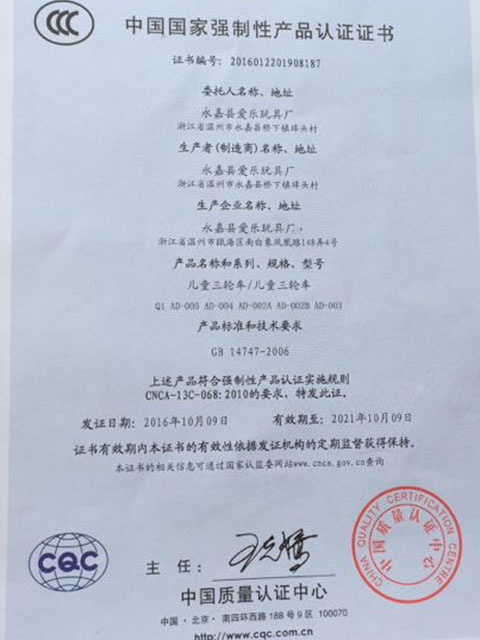 CCC
中国国家强制性产品认证证书
证书编号：2016012201908187
委托人名称、地址
永嘉县爱乐玩具厂
浙江省温州市永嘉县桥下镇埠头村
生产者(制造商)名称、地址
永嘉县爱乐玩具厂
浙江省温州市永嘉县桥下镇埠头村
生产企业名称、地址
永嘉县爱乐玩具厂
浙江省温州市瓯海区南白象凤凰路148弄4号
产品名称和系列、规格、型号
儿童三轮车/儿童三轮车
Q1 AD-005 AD-004 AD-002A AD-002B AD-003
产品标准和技术要求
GB 14747-2006
上述产品符合强制性产品认证实施规则
CNCA-13C-068:2010的要求，特发此证。
发证日期：2016年10月09日 有效期至：2021年10月09日
证书有效期内本证书的有效性依据发证机构的定期监督获得保持。
本证书的相关信息可通过国家认监委网站www.cnca.gov.cn查询
CHINA QUALITY CERTIFICATION CENTRE
中国质量认证中心
CQC
主任：
中国质量认证中心
中国·北京·南四环西路188号9区 100070
http://www.cqc.com.cn